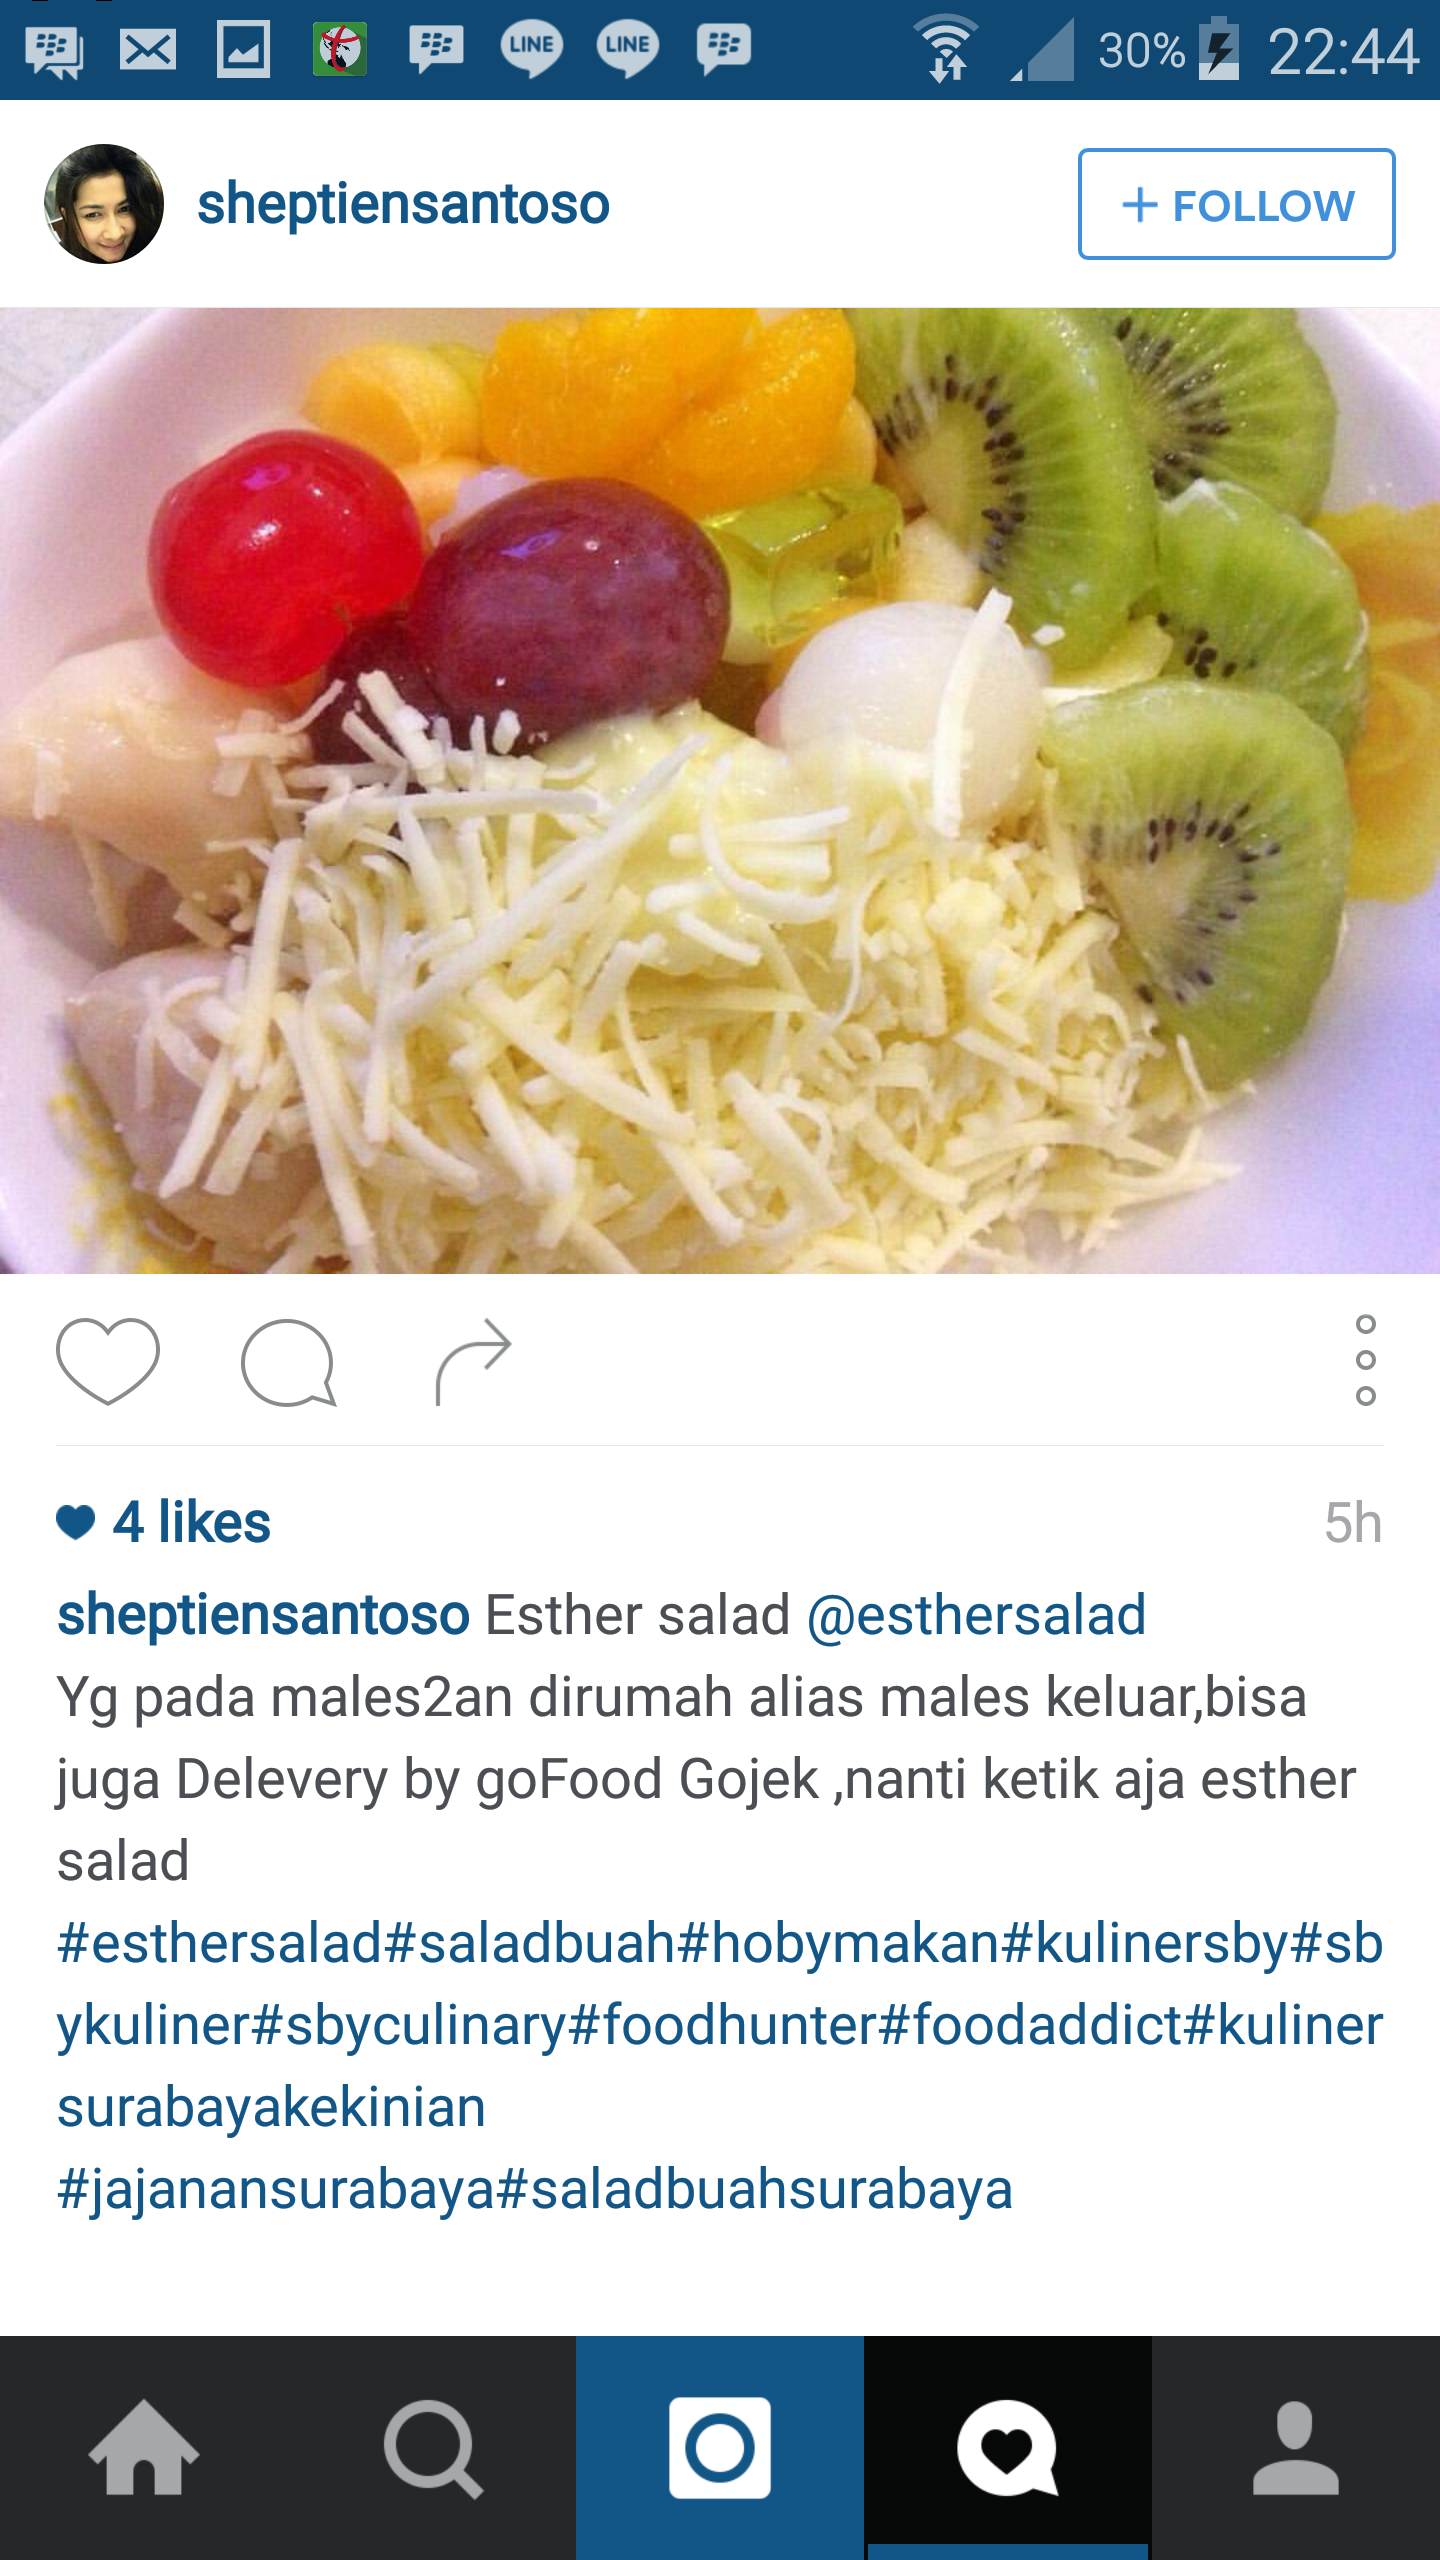 LINE LINE 30% 22:44
sheptiensantoso + FOLLOW
4 likes 5h
sheptiensantoso Esther salad @esthersalad
Yg pada males2an dirumah alias males keluar,bisa
juga Delevery by goFood Gojek ,nanti ketik aja esther
salad
#esthersalad#saladbuah#hobymakan#kulinersby#sb
ykuliner#sbyculinary#foodhunter#foodaddict#kuliner
surabayakekinian
#jajanansurabaya#saladbuahsurabaya